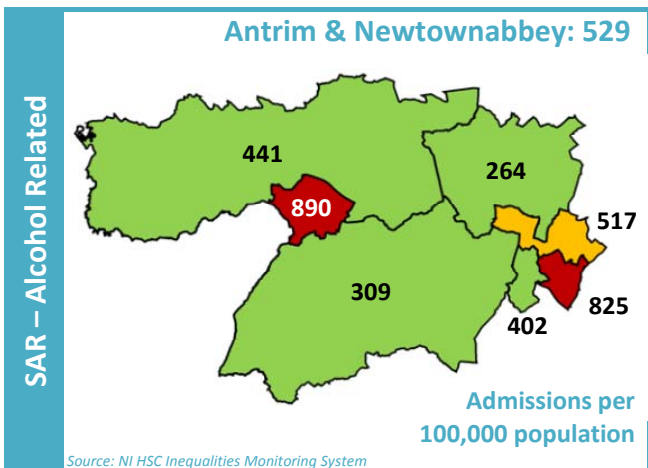 Antrim & Newtownabbey: 529
SAR – Alcohol Related
441
264
890
517
309
825
402
Admissions per
100,000 population
Source: NI HSC Inequalities Monitoring System